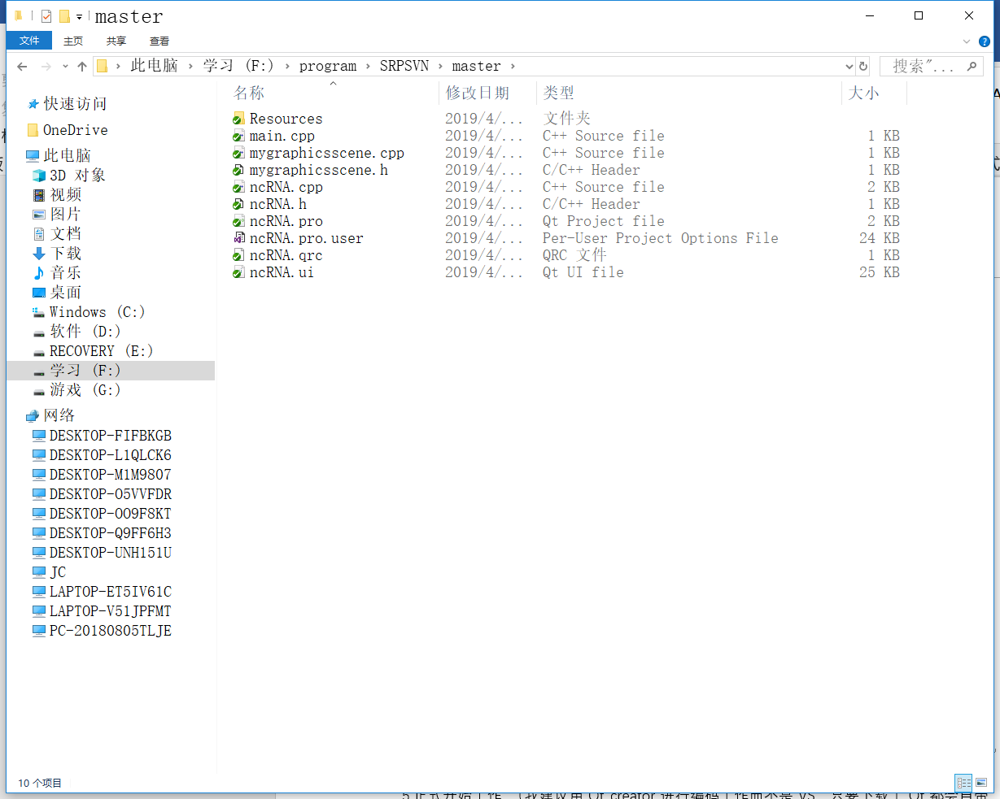 master
文件 主页 共享 查看
此电脑 › 学习 (F:) › program › SRPSVN › master ›
搜索"...
名称 修改日期 类型 大小
Resources 2019/4/... 文件夹
main.cpp 2019/4/... C++ Source file 1 KB
mygraphicsscene.cpp 2019/4/... C++ Source file 1 KB
mygraphicsscene.h 2019/4/... C/C++ Header 1 KB
ncRNA.cpp 2019/4/... C++ Source file 2 KB
ncRNA.h 2019/4/... C/C++ Header 1 KB
ncRNA.pro 2019/4/... Qt Project file 2 KB
ncRNA.pro.user 2019/4/... Per-User Project Options File 24 KB
ncRNA.qrc 2019/4/... QRC 文件 1 KB
ncRNA.ui 2019/4/... Qt UI file 25 KB
快速访问
OneDrive
此电脑
3D 对象
视频
图片
文档
下载
音乐
桌面
Windows (C:)
软件 (D:)
RECOVERY (E:)
学习 (F:)
游戏 (G:)
网络
DESKTOP-FIFBKGB
DESKTOP-L1QLCK6
DESKTOP-M1M9807
DESKTOP-O5VVFDR
DESKTOP-OO9F8KT
DESKTOP-Q9FF6H3
DESKTOP-UNH151U
JC
LAPTOP-ET5IV61C
LAPTOP-V51JPFMT
PC-20180805TLJE
10 个项目